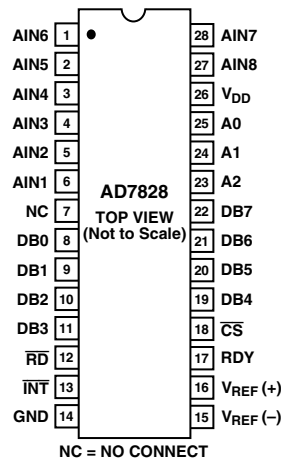 AIN6 1 28 AIN7
AIN5 2 27 AIN8
AIN4 3 26 VDD
AIN3 4 25 A0
AIN2 5 24 A1
AIN1 6 23 A2
AD7828
NC 7 22 DB7
TOP VIEW
(Not to Scale)
DB0 8 21 DB6
DB1 9 20 DB5
DB2 10 19 DB4
DB3 11 18 C̅S̅
R̅D̅ 12 17 RDY
I̅N̅T̅ 13 16 VREF (+)
GND 14 15 VREF (–)
NC = NO CONNECT